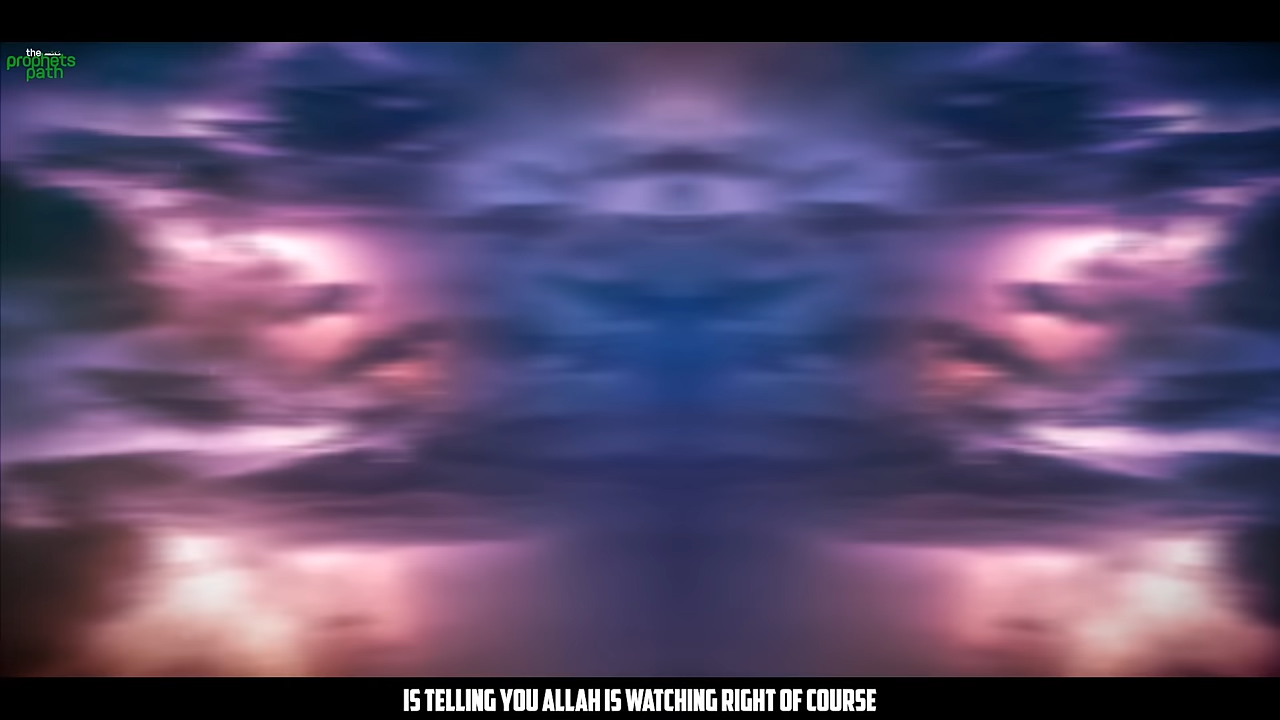 the
prophets
path
IS TELLING YOU ALLAH IS WATCHING RIGHT OF COURSE